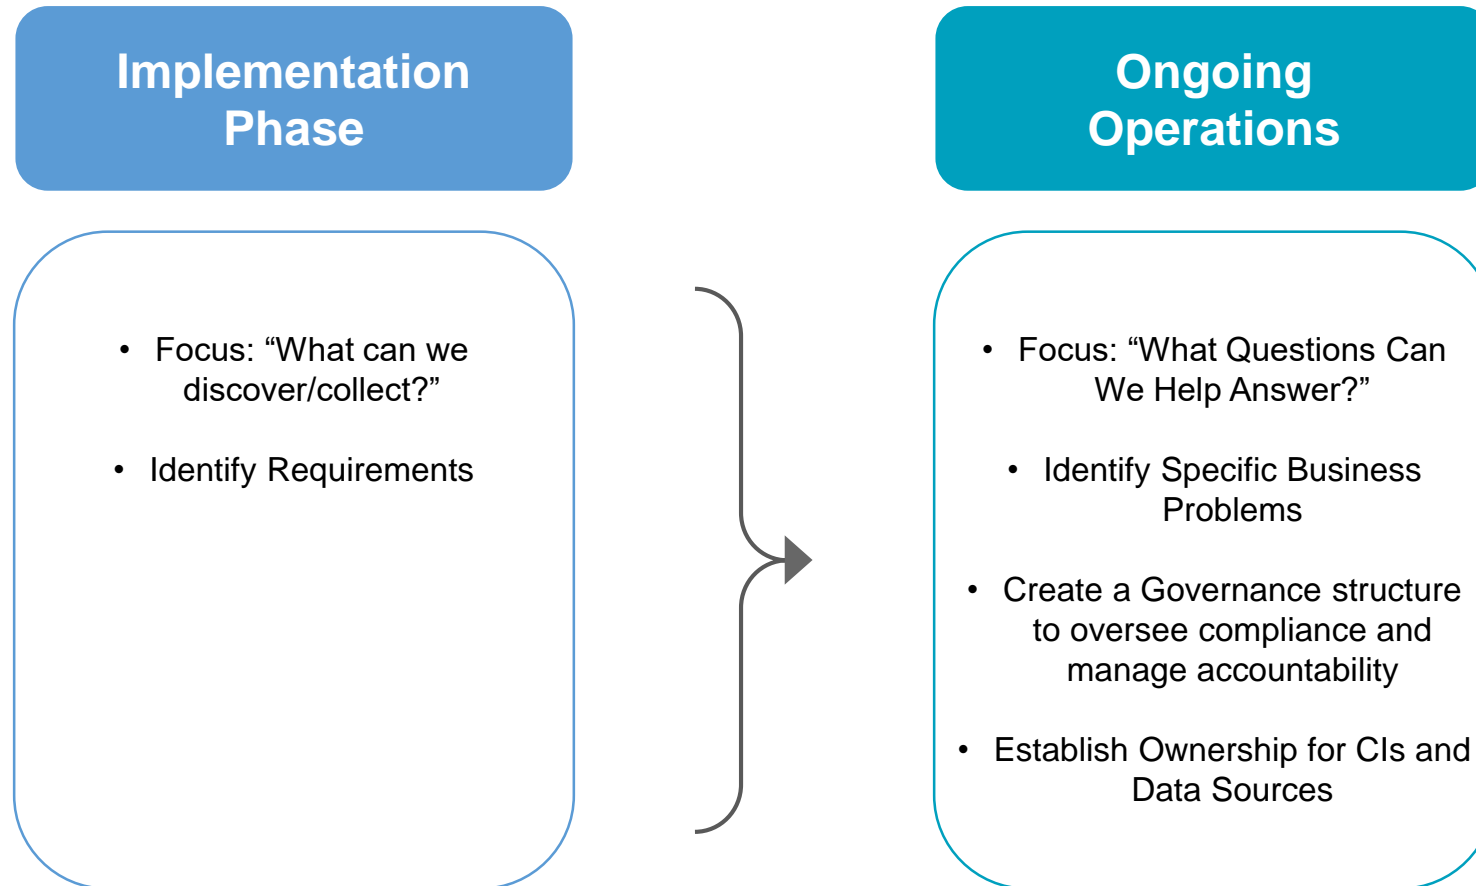 Implementation
Phase
• Focus: “What can we
discover/collect?”
• Identify Requirements
Ongoing
Operations
• Focus: “What Questions Can
We Help Answer?”
• Identify Specific Business
Problems
• Create a Governance structure
to oversee compliance and
manage accountability
• Establish Ownership for CIs and
Data Sources